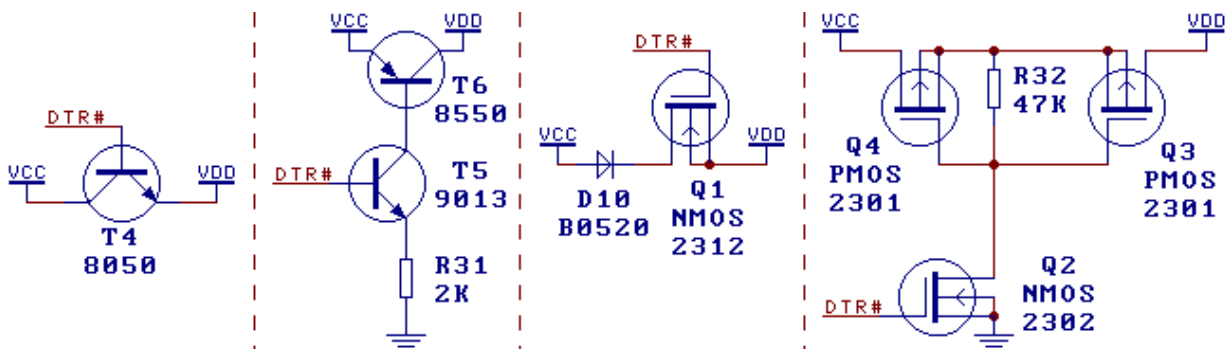 DTR#
VCC
VDD
T4
8050
VCC
VDD
T6
8550
DTR#
T5
9013
R31
2K
DTR#
VCC
VDD
D10
B0520
Q1
NMOS
2312
VCC
VDD
R32
47K
Q4
PMOS
2301
Q3
PMOS
2301
DTR#
Q2
NMOS
2302